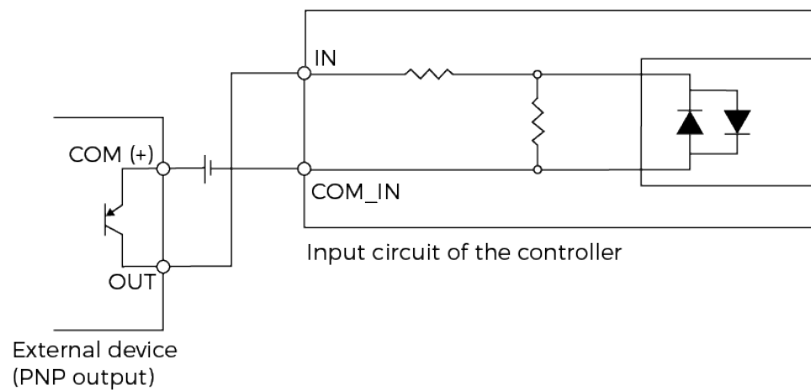 IN
COM (+)
COM_IN
Input circuit of the controller
OUT
External device
(PNP output)